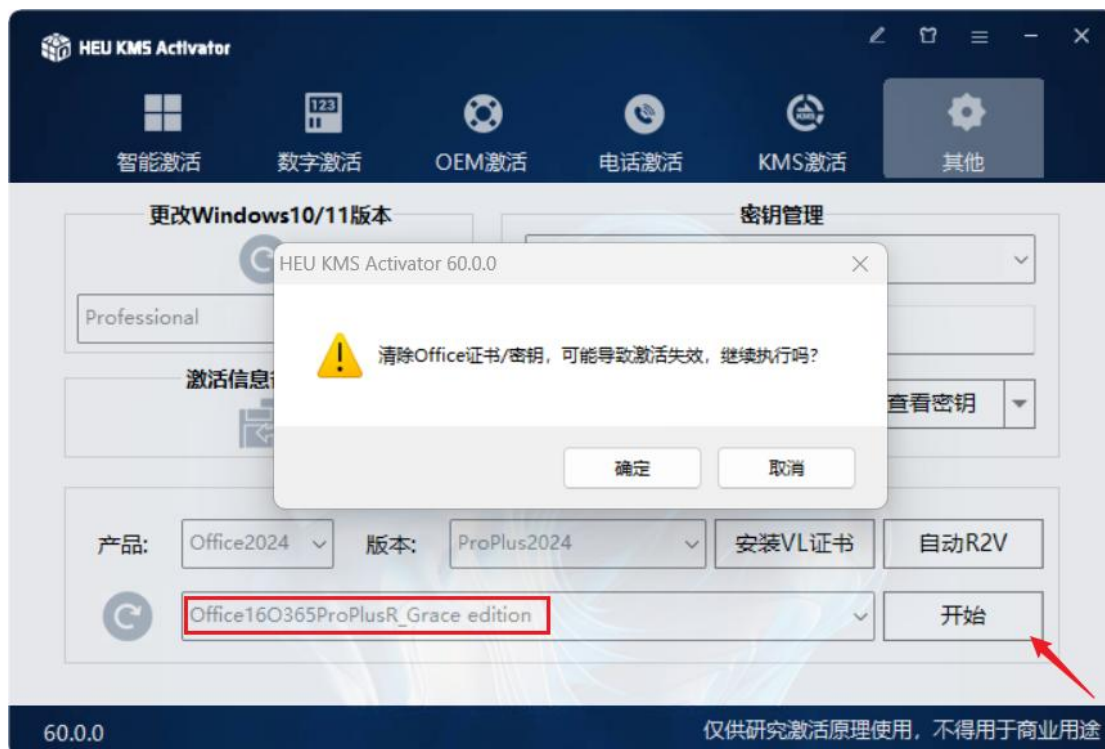 HEU KMS Activator
智能激活 数字激活 OEM激活 电话激活 KMS激活 其他
更改Windows10/11版本 密钥管理
HEU KMS Activator 60.0.0
Professional
清除Office证书/密钥，可能导致激活失效，继续执行吗？
激活信息
查看密钥
确定 取消
产品: Office2024 版本: ProPlus2024 安装VL证书 自动R2V
Office16O365ProPlusR_Grace edition 开始
60.0.0 仅供研究激活原理使用，不得用于商业用途